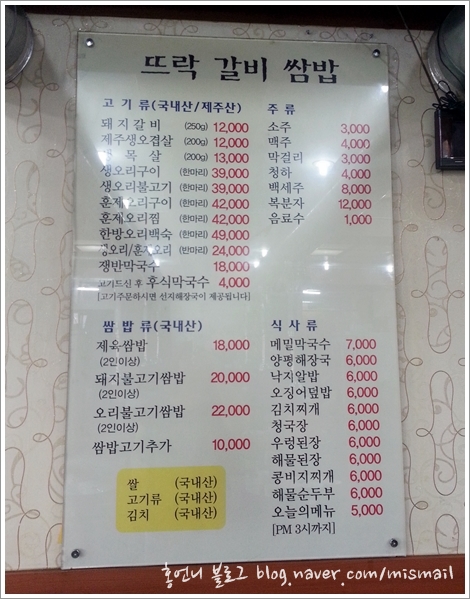 뜨락 갈비 쌈밥
고 기 류 (국내산/제주산)
돼 지 갈 비 (250g) 12,000
제주생오겹살 (200g) 12,000
목 살 (200g) 13,000
생오리구이 (한마리) 39,000
생오리불고기 (한마리) 39,000
훈제오리구이 (한마리) 42,000
훈제오리찜 (한마리) 42,000
한방오리백숙 (한마리) 49,000
생오리/훈제오리 (반마리) 24,000
쟁반막국수 18,000
고기드신 후 후식막국수 4,000
[고기주문하시면 선지해장국이 제공됩니다]
주 류
소주 3,000
맥주 4,000
막걸리 3,000
청하 4,000
백세주 8,000
복분자 12,000
음료수 1,000
쌈 밥 류 (국내산)
제육쌈밥 18,000
(2인이상)
돼지불고기쌈밥 20,000
(2인이상)
오리불고기쌈밥 22,000
(2인이상)
쌈밥고기추가 10,000
쌀 (국내산)
고기류 (국내산)
김치 (국내산)
식 사 류
메밀막국수 7,000
양평해장국 6,000
낙지알밥 6,000
오징어덮밥 6,000
김치찌개 6,000
청국장 6,000
우렁된장 6,000
해물된장 6,000
콩비지찌개 6,000
해물순두부 6,000
오늘의메뉴 5,000
[PM 3시까지]
홍언니 블로그 blog.naver.com/mismail